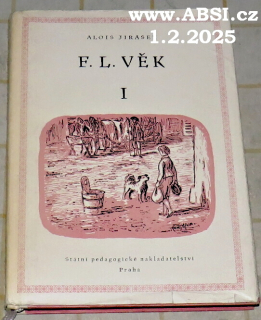 www.ABSI.cz
1.2.2025
ALOIS JIRÁSEK
F. L. VĚK
I
Státní pedagogické nakladatelství
Praha